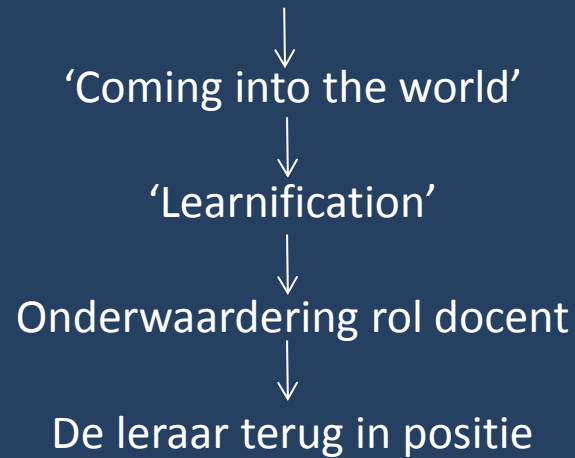 ‘Coming into the world’
‘Learnification’
Onderwaardering rol docent
De leraar terug in positie